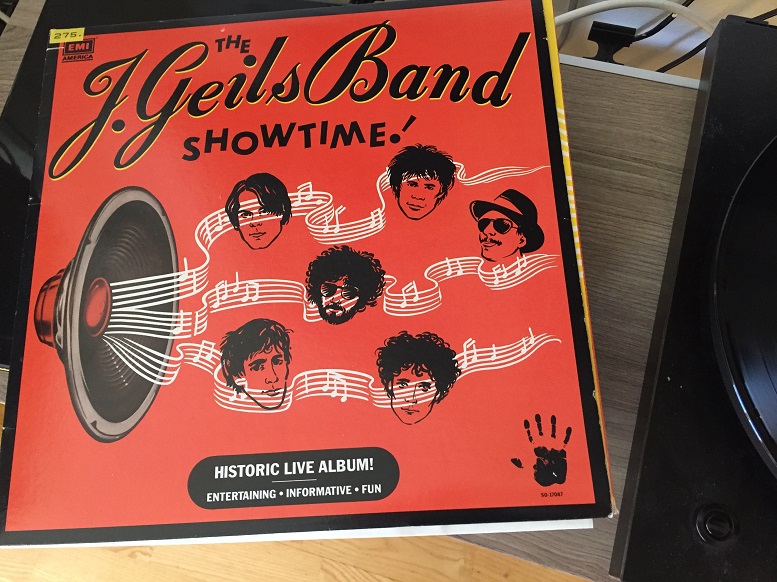 275.-
EMI
AMERICA
THE
J. Geils Band
SHOWTIME!
HISTORIC LIVE ALBUM!
ENTERTAINING • INFORMATIVE • FUN
SO-17087